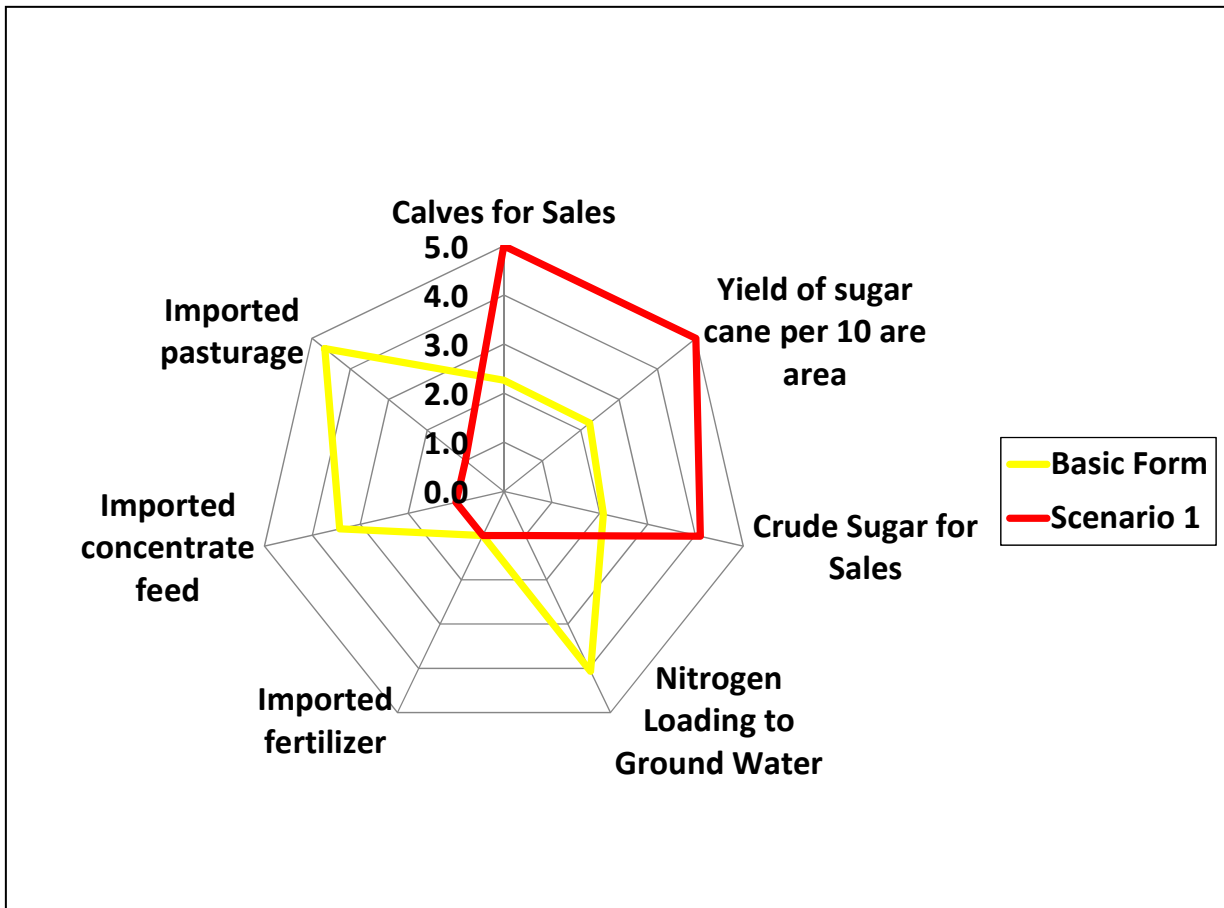 Calves for Sales
5.0
4.0
3.0
2.0
1.0
0.0
Yield of sugar
cane per 10 are
area
Crude Sugar for
Sales
Nitrogen
Loading to
Ground Water
Imported
fertilizer
Imported
concentrate
feed
Imported
pasturage
Basic Form
Scenario 1